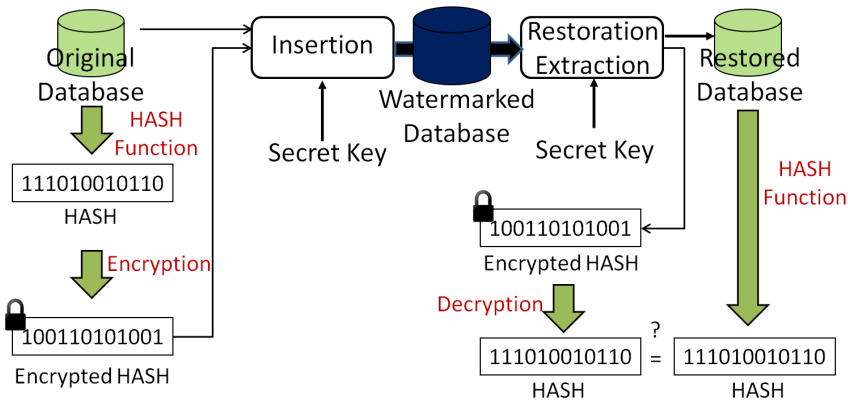 Original
Database
HASH
Function
111010010110
HASH
Encryption
100110101001
Encrypted HASH
Insertion
Secret Key
Watermarked
Database
Restoration
Extraction
Secret Key
Restored
Database
HASH
Function
100110101001
Encrypted HASH
Decryption
111010010110
HASH
?
=
111010010110
HASH